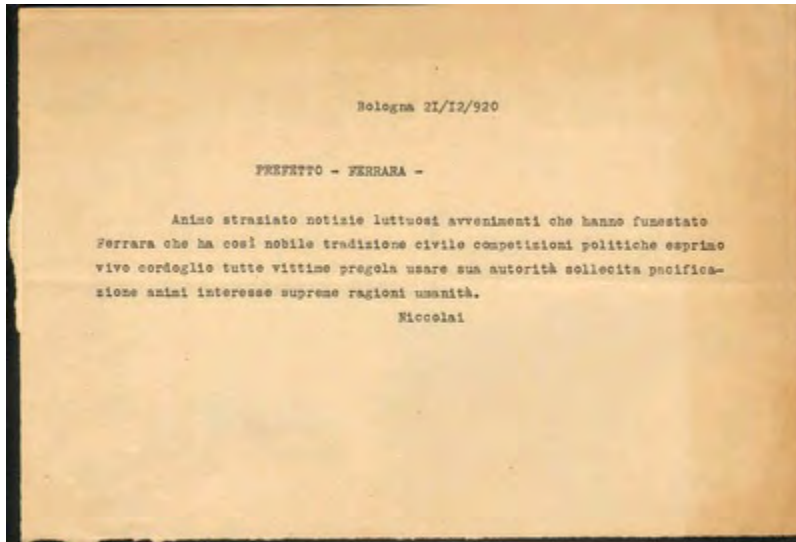 Bologna 2I/I2/920
PREFETTO - FERRARA -
Animo straziato notizie luttuosi avvenimenti che hanno funestato
Ferrara che ha così nobile tradizione civile competizioni politiche esprimo
vivo cordoglio tutte vittime pregola usare sua autorità sollecita pacifica-
zione animi interesse supreme ragioni umanità.
Niccolai